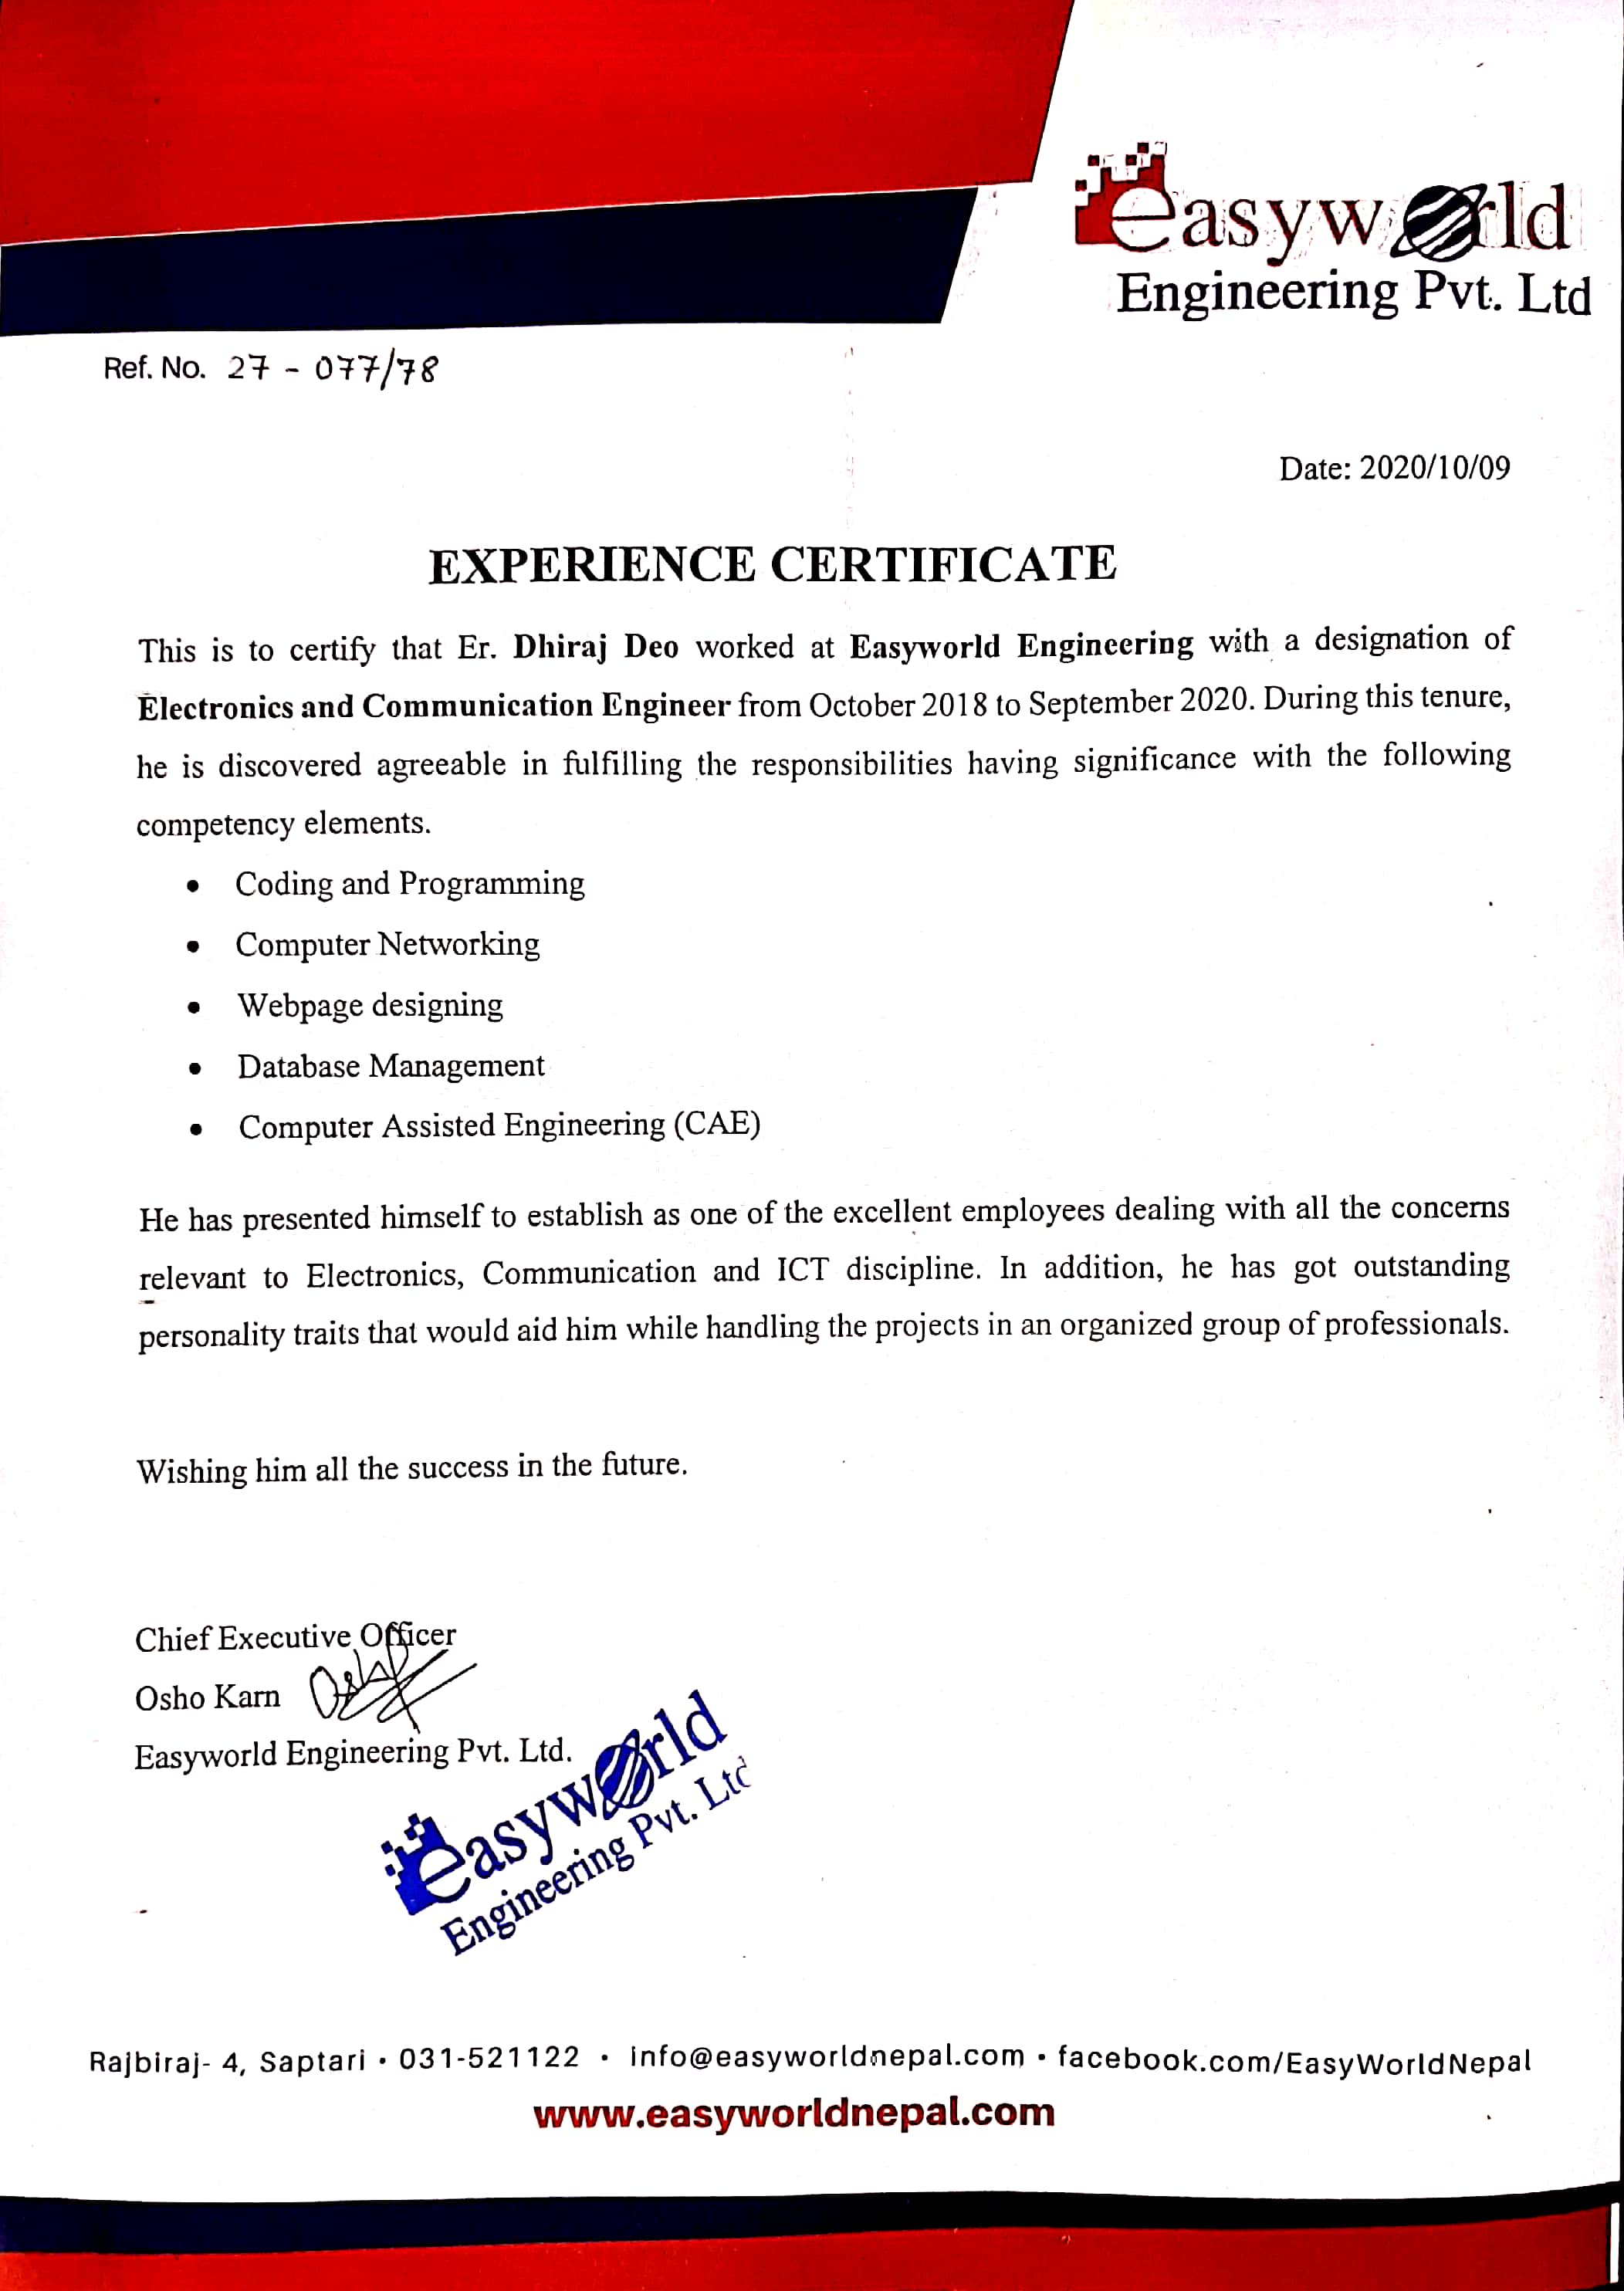 easyworld
Engineering Pvt. Ltd
Ref. No. 27 - 077/78
Date: 2020/10/09
EXPERIENCE CERTIFICATE
This is to certify that Er. Dhiraj Deo worked at Easyworld Engineering with a designation of
Electronics and Communication Engineer from October 2018 to September 2020. During this tenure,
he is discovered agreeable in fulfilling the responsibilities having significance with the following
competency elements.
• Coding and Programming
• Computer Networking
• Webpage designing
• Database Management
• Computer Assisted Engineering (CAE)
He has presented himself to establish as one of the excellent employees dealing with all the concerns
relevant to Electronics, Communication and ICT discipline. In addition, he has got outstanding
personality traits that would aid him while handling the projects in an organized group of professionals.
Wishing him all the success in the future.
Chief Executive Officer
Osho Karn
Easyworld Engineering Pvt. Ltd.
easyworld
Engineering Pvt. Ltd
Rajbiraj- 4, Saptari • 031-521122 • info@easyworldnepal.com • facebook.com/EasyWorldNepal
www.easyworldnepal.com